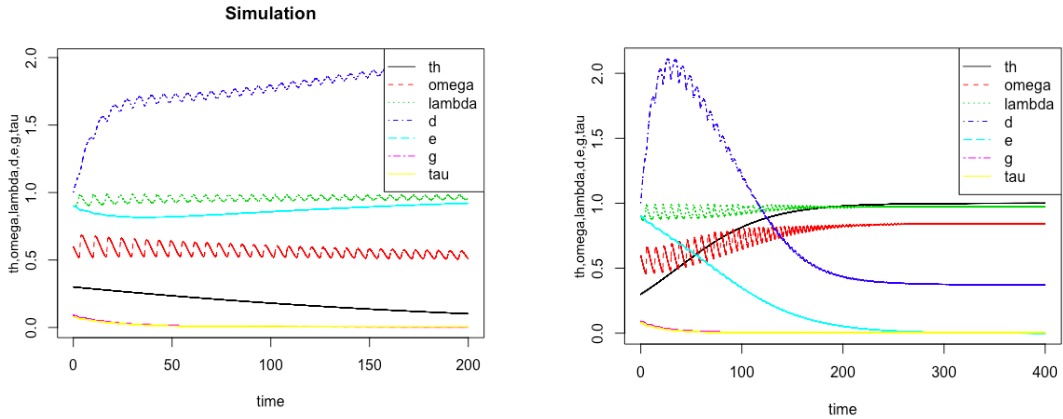 Simulation
th,omega,lambda,d,e,g,tau
2.0
1.5
1.0
0.5
0.0
th
omega
lambda
d
e
g
tau
0
50
100
150
200
time
th,omega,lambda,d,e,g,tau
2.0
1.5
1.0
0.5
0.0
th
omega
lambda
d
e
g
tau
0
100
200
300
400
time